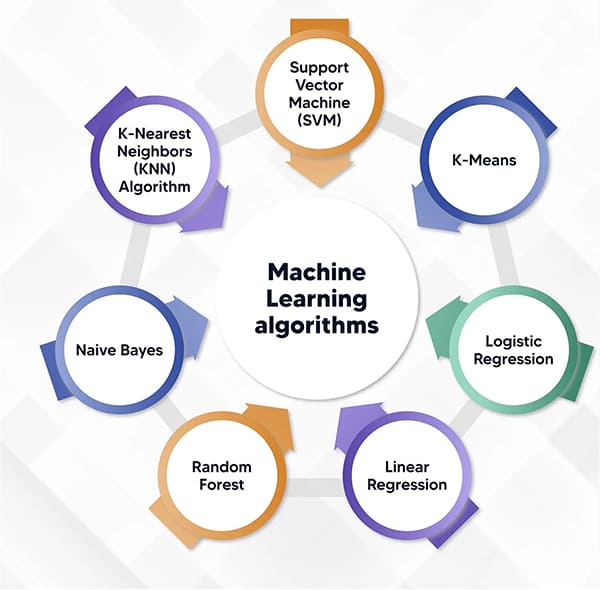 Support
Vector
Machine
(SVM)
K-Nearest
Neighbors
(KNN)
Algorithm
K-Means
Machine
Learning
algorithms
Naive Bayes
Logistic
Regression
Random
Forest
Linear
Regression